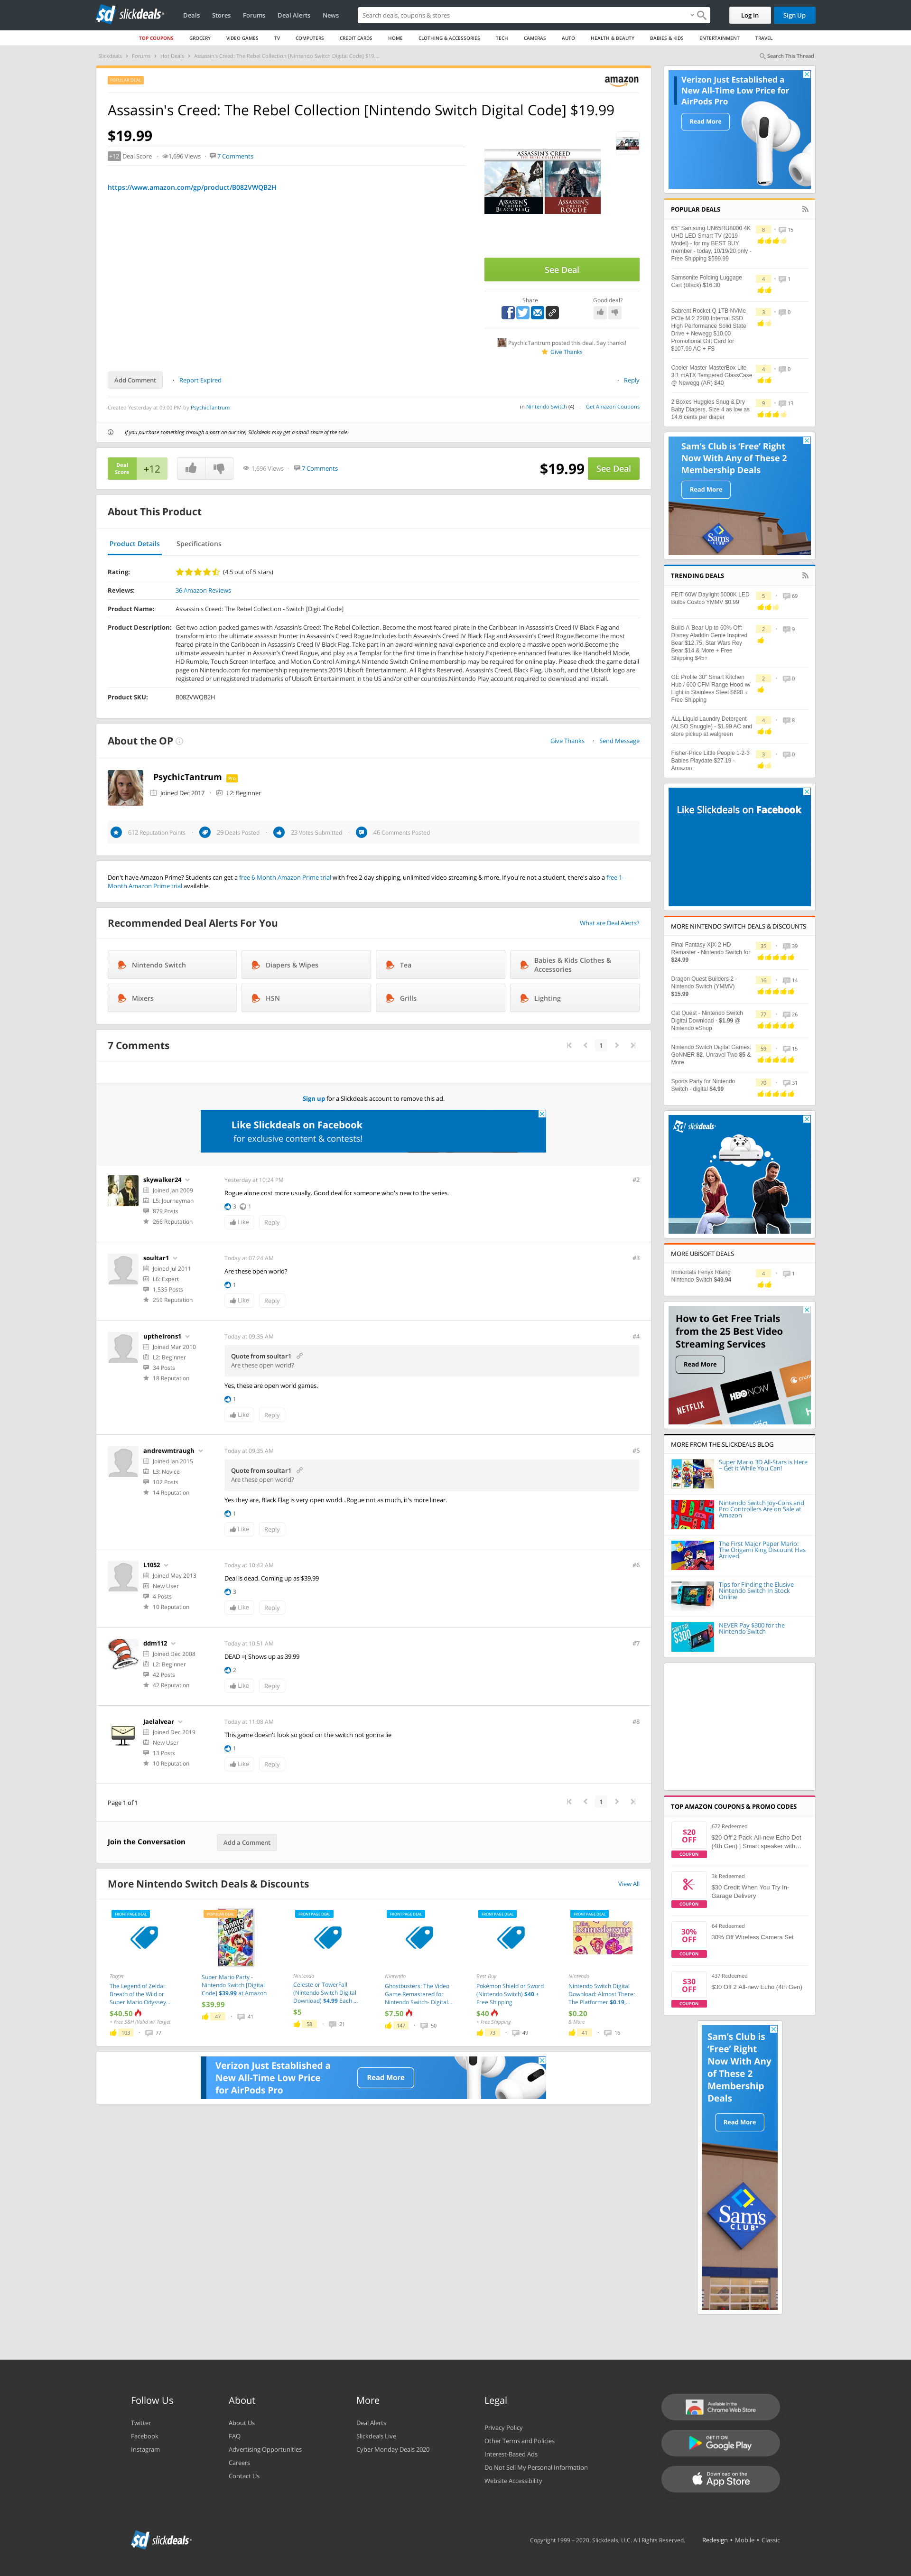 slickdeals
Deals Stores Forums Deal Alerts News
Search deals, coupons & stores
Log In
Sign Up
TOP COUPONS GROCERY VIDEO GAMES TV COMPUTERS CREDIT CARDS HOME CLOTHING & ACCESSORIES TECH CAMERAS AUTO HEALTH & BEAUTY BABIES & KIDS ENTERTAINMENT TRAVEL
Slickdeals Forums Hot Deals Assassin's Creed: The Rebel Collection [Nintendo Switch Digital Code] $19....
Search This Thread
POPULAR DEAL
amazon
Assassin's Creed: The Rebel Collection [Nintendo Switch Digital Code] $19.99
$19.99
+12 Deal Score 1,696 Views 7 Comments
https://www.amazon.com/gp/product/B082VWQB2H
See Deal
Share
Good deal?
PsychicTantrum posted this deal. Say thanks!
Give Thanks
Add Comment
Report Expired
Reply
Created Yesterday at 09:00 PM by PsychicTantrum
in Nintendo Switch (4)
Get Amazon Coupons
If you purchase something through a post on our site, Slickdeals may get a small share of the sale.
Deal Score +12
1,696 Views 7 Comments
$19.99
See Deal
About This Product
Product Details
Specifications
Rating: (4.5 out of 5 stars)
Reviews: 36 Amazon Reviews
Product Name: Assassin's Creed: The Rebel Collection - Switch [Digital Code]
Product Description: Get two action-packed games with Assassin's Creed: The Rebel Collection. Become the most feared pirate in the Caribbean in Assassin's Creed IV Black Flag and
transform into the ultimate assassin hunter in Assassin's Creed Rogue.Includes both Assassin's Creed IV Black Flag and Assassin's Creed Rogue.Become the most
feared pirate in the Caribbean in Assassin's Creed IV Black Flag. Take part in an award-winning naval experience and explore a massive open world.Become the
ultimate assassin hunter in Assassin's Creed Rogue, and play as a Templar for the first time in the franchise history.Experience enhanced features like Handheld Mode,
HD Rumble, Touch Screen Interface, and Motion Control Aiming.A Nintendo Switch Online membership may be required for online play. Please check the game detail
page on Nintendo.com for membership requirements.2019 Ubisoft Entertainment. All Rights Reserved. Assassin's Creed, Black Flag, Ubisoft, and the Ubisoft logo are
registered or unregistered trademarks of Ubisoft Entertainment in the US and/or other countries.Nintendo Play account required to download and install.
Product SKU: B082VWQB2H
About the OP
Give Thanks
Send Message
PsychicTantrum
Pro
Joined Dec 2017 L2: Beginner
612 Reputation Points 29 Deals Posted 23 Votes Submitted 46 Comments Posted
Don't have Amazon Prime? Students can get a free 6-Month Amazon Prime trial with free 2-day shipping, unlimited video streaming & more. If you're not a student, there's also a free 1-
Month Amazon Prime trial available.
Recommended Deal Alerts For You
What are Deal Alerts?
Nintendo Switch
Diapers & Wipes
Tea
Babies & Kids Clothes &
Accessories
Mixers
HSN
Grills
Lighting
7 Comments
1
Sign up for a Slickdeals account to remove this ad.
Like Slickdeals on Facebook
for exclusive content & contests!
skywalker24
Joined Jan 2009
L5: Journeyman
879 Posts
266 Reputation
Yesterday at 10:24 PM
#2
Rogue alone cost more usually. Good deal for someone who's new to the series.
3 1
Like
Reply
soultar1
Joined Jul 2011
L6: Expert
1,535 Posts
259 Reputation
Today at 07:24 AM
#3
Are these open world?
1
Like
Reply
uptheirons1
Joined Mar 2010
L2: Beginner
34 Posts
18 Reputation
Today at 09:35 AM
#4
Quote from soultar1
Are these open world?
Yes, these are open world games.
1
Like
Reply
andrewmtraugh
Joined Jan 2015
L3: Novice
102 Posts
14 Reputation
Today at 09:35 AM
#5
Quote from soultar1
Are these open world?
Yes they are, Black Flag is very open world...Rogue not as much, it's more linear.
1
Like
Reply
L1052
Joined May 2013
New User
4 Posts
10 Reputation
Today at 10:42 AM
#6
Deal is dead. Coming up as $39.99
3
Like
Reply
ddm112
Joined Dec 2008
L2: Beginner
42 Posts
42 Reputation
Today at 10:51 AM
#7
DEAD =( Shows up as 39.99
2
Like
Reply
Jaelalvear
Joined Dec 2019
New User
13 Posts
10 Reputation
Today at 11:08 AM
#8
This game doesn't look so good on the switch not gonna lie
1
Like
Reply
Page 1 of 1
1
Join the Conversation
Add a Comment
More Nintendo Switch Deals & Discounts
View All
FRONTPAGE DEAL
Target
The Legend of Zelda:
Breath of the Wild or
Super Mario Odyssey...
$40.50
+ Free S&H (Valid w/ Target
103 77
POPULAR DEAL
Super Mario Party -
Nintendo Switch [Digital
Code] $39.99 at Amazon
$39.99
47 41
FRONTPAGE DEAL
Nintendo
Celeste or TowerFall
(Nintendo Switch Digital
Download) $4.99 Each ...
$5
58 21
FRONTPAGE DEAL
Nintendo
Ghostbusters: The Video
Game Remastered for
Nintendo Switch- Digital...
$7.50
147 50
FRONTPAGE DEAL
Best Buy
Pokémon Shield or Sword
(Nintendo Switch) $40 +
Free Shipping
$40
+ Free Shipping
73 49
FRONTPAGE DEAL
Nintendo
Nintendo Switch Digital
Download: Almost There:
The Platformer $0.19,...
$0.20
& More
41 16
Verizon Just Established a
New All-Time Low Price
for AirPods Pro
Read More
Verizon Just Established a
New All-Time Low Price for
AirPods Pro
Read More
POPULAR DEALS
65" Samsung UN65RU8000 4K
UHD LED Smart TV (2019
Model) - for my BEST BUY
member - today, 10/19/20 only -
Free Shipping $599.99
8 15
Samsonite Folding Luggage
Cart (Black) $16.30
4 1
Sabrent Rocket Q 1TB NVMe
PCIe M.2 2280 Internal SSD
High Performance Solid State
Drive + Newegg $10.00
Promotional Gift Card for
$107.99 AC + FS
3 0
Cooler Master MasterBox Lite
3.1 mATX Tempered GlassCase
@ Newegg (AR) $40
4 0
2 Boxes Huggies Snug & Dry
Baby Diapers, Size 4 as low as
14.6 cents per diaper
9 13
Sam's Club is 'Free' Right
Now With Any of These 2
Membership Deals
Read More
Sam's
CLUB
TRENDING DEALS
FEIT 60W Daylight 5000K LED
Bulbs Costco YMMV $0.99
5 69
Build-A-Bear Up to 60% Off:
Disney Aladdin Genie Inspired
Bear $12.75, Star Wars Rey
Bear $14 & More + Free
Shipping $45+
2 9
GE Profile 30" Smart Kitchen
Hub / 600 CFM Range Hood w/
Light in Stainless Steel $698 +
Free Shipping
2 0
ALL Liquid Laundry Detergent
(ALSO Snuggle) - $1.99 AC and
store pickup at walgreen
4 8
Fisher-Price Little People 1-2-3
Babies Playdate $27.19 -
Amazon
3 0
Like Slickdeals on Facebook
MORE NINTENDO SWITCH DEALS & DISCOUNTS
Final Fantasy X|X-2 HD
Remaster - Nintendo Switch for
$24.99
35 39
Dragon Quest Builders 2 -
Nintendo Switch (YMMV)
$15.99
16 14
Cat Quest - Nintendo Switch
Digital Download - $1.99 @
Nintendo eShop
77 26
Nintendo Switch Digital Games:
GoNNER $2, Unravel Two $5 &
More
59 15
Sports Party for Nintendo
Switch - digital $4.99
70 31
slickdeals
MORE UBISOFT DEALS
Immortals Fenyx Rising
Nintendo Switch $49.94
4 1
How to Get Free Trials
from the 25 Best Video
Streaming Services
Read More
NETFLIX
HBO NOW
MORE FROM THE SLICKDEALS BLOG
Super Mario 3D All-Stars is Here
– Get it While You Can!
Nintendo Switch Joy-Cons and
Pro Controllers Are on Sale at
Amazon
The First Major Paper Mario:
The Origami King Discount Has
Arrived
Tips for Finding the Elusive
Nintendo Switch In Stock
Online
NEVER Pay $300 for the
Nintendo Switch
TOP AMAZON COUPONS & PROMO CODES
$20
OFF
COUPON
672 Redeemed
$20 Off 2 Pack All-new Echo Dot
(4th Gen) | Smart speaker with...
COUPON
3k Redeemed
$30 Credit When You Try In-
Garage Delivery
30%
OFF
COUPON
64 Redeemed
30% Off Wireless Camera Set
$30
OFF
COUPON
437 Redeemed
$30 Off 2 All-new Echo (4th Gen)
Sam's Club is
'Free' Right
Now With Any
of These 2
Membership
Deals
Read More
Sam's
CLUB
Follow Us
Twitter
Facebook
Instagram
About
About Us
FAQ
Advertising Opportunities
Careers
Contact Us
More
Deal Alerts
Slickdeals Live
Cyber Monday Deals 2020
Legal
Privacy Policy
Other Terms and Policies
Interest-Based Ads
Do Not Sell My Personal Information
Website Accessibility
Available in the
Chrome Web Store
GET IT ON
Google Play
Download on the
App Store
slickdeals
Copyright 1999 – 2020. Slickdeals, LLC. All Rights Reserved.
Redesign • Mobile • Classic